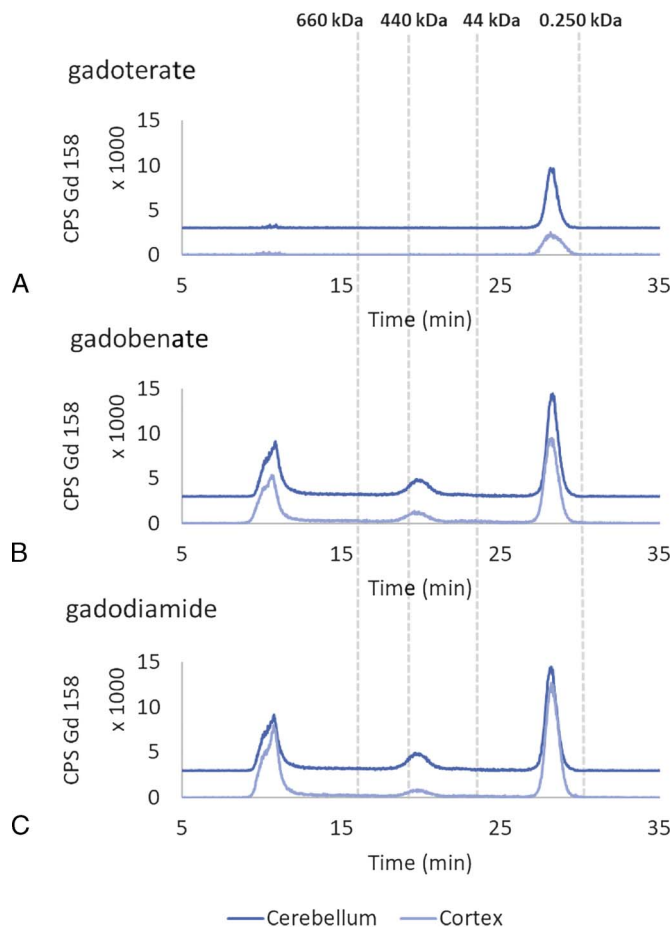 660 kDa 440 kDa 44 kDa 0.250 kDa
gadoterate
CPS Gd 158
x 1000
15
10
5
0
A
5 15 25 35
Time (min)
gadobenate
CPS Gd 158
x 1000
15
10
5
0
B
5 15 25 35
Time (min)
gadodiamide
CPS Gd 158
x 1000
15
10
5
0
C
5 15 25 35
Time (min)
Cerebellum Cortex